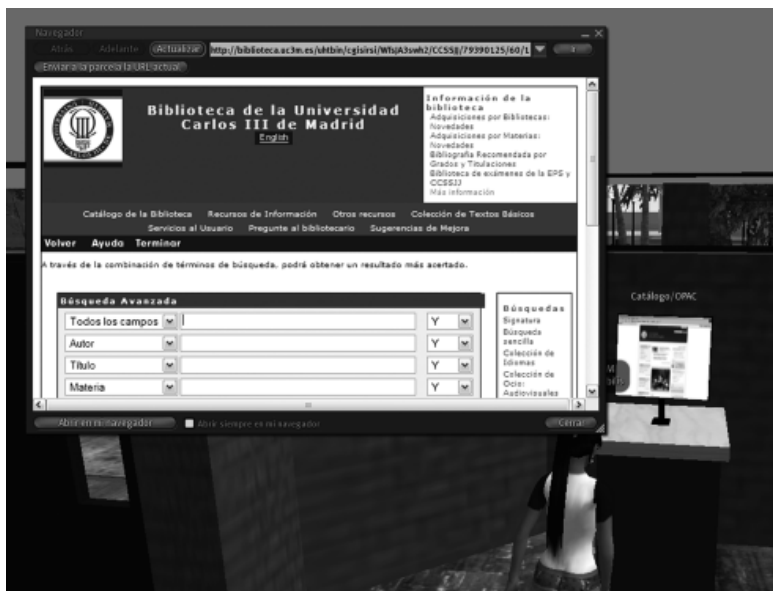 Navegador
Atrás Adelante Actualizar http://biblioteca.uc3m.es/uhtbin/cgisirsi/WfsJA3swh2/CCSSJJ/79390125/60/1
Enviar a la parcela la URL actual
Biblioteca de la Universidad
Carlos III de Madrid
English
Información de la
biblioteca
Adquisiciones por Bibliotecas:
Novedades
Adquisiciones por Materias:
Novedades
Bibliografía Recomendada por
Grados y Titulaciones
Biblioteca de exámenes de la EPS y
CCSSJJ
Más información
Catálogo de la Biblioteca Recursos de Información Otros recursos Colección de Textos Básicos
Servicios al Usuario Pregunte al bibliotecario Sugerencias de Mejora
Volver Ayuda Terminar
A través de la combinación de términos de búsqueda, podrá obtener un resultado más acertado.
Búsqueda Avanzada
Todos los campos Y
Autor Y
Título Y
Materia Y
Búsquedas
Signatura
Búsqueda
sencilla
Colección de
Idiomas
Colección de
Ocio:
Audiovisuales
Abrir en mi navegador Abrir siempre en mi navegador Cerrar
Catálogo/OPAC